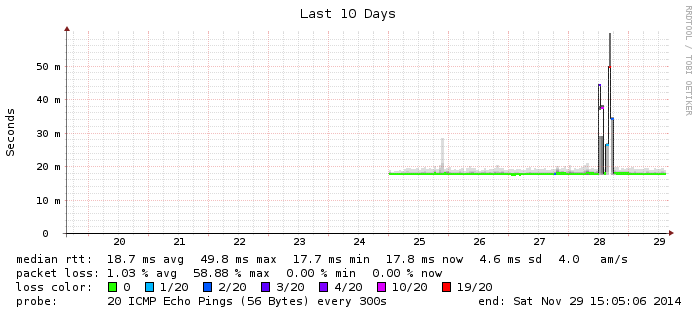 Last 10 Days
RRDTOOL / TOBI OETIKER
Seconds
50 m
40 m
30 m
20 m
10 m
0
20 21 22 23 24 25 26 27 28 29
median rtt: 18.7 ms avg 49.8 ms max 17.7 ms min 17.8 ms now 4.6 ms sd 4.0 am/s
packet loss: 1.03 % avg 58.88 % max 0.00 % min 0.00 % now
loss color: 0 1/20 2/20 3/20 4/20 10/20 19/20
probe: 20 ICMP Echo Pings (56 Bytes) every 300s end: Sat Nov 29 15:05:06 2014